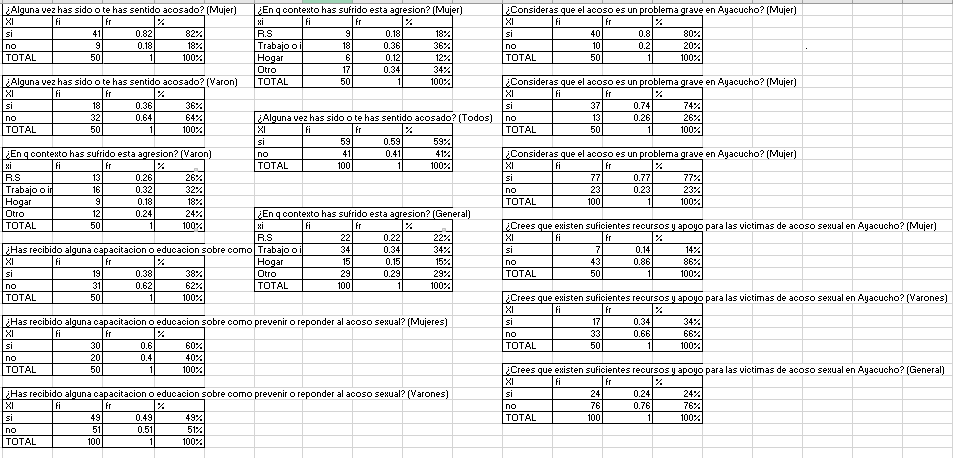 ¿Alguna vez has sido o te has sentido acosado? (Mujer)
XI fi fr %
si 41 0.82 82%
no 9 0.18 18%
TOTAL 50 1 100%
¿Alguna vez has sido o te has sentido acosado? (Varon)
XI fi fr %
si 18 0.36 36%
no 32 0.64 64%
TOTAL 50 1 100%
¿En q contexto has sufrido esta agresion? (Varon)
xi fi fr %
R.S 13 0.26 26%
Trabajo o ir 16 0.32 32%
Hogar 9 0.18 18%
Otro 12 0.24 24%
TOTAL 50 1 100%
¿Has recibido alguna capacitacion o educacion sobre como
XI fi fr %
si 19 0.38 38%
no 31 0.62 62%
TOTAL 50 1 100%
¿Has recibido alguna capacitacion o educacion sobre como prevenir o reponder al acoso sexual? (Mujeres)
XI fi fr %
si 30 0.6 60%
no 20 0.4 40%
TOTAL 50 1 100%
¿Has recibido alguna capacitacion o educacion sobre como prevenir o reponder al acoso sexual? (Varones)
XI fi fr %
si 49 0.49 49%
no 51 0.51 51%
TOTAL 100 1 100%
¿En q contexto has sufrido esta agresion? (Mujer)
xi fi fr %
R.S 9 0.18 18%
Trabajo o i 18 0.36 36%
Hogar 6 0.12 12%
Otro 17 0.34 34%
TOTAL 50 1 100%
¿Alguna vez has sido o te has sentido acosado? (Todos)
XI fi fr %
si 59 0.59 59%
no 41 0.41 41%
TOTAL 100 1 100%
¿En q contexto has sufrido esta agresion? (General)
xi fi fr %
R.S 22 0.22 22%
Trabajo o i 34 0.34 34%
Hogar 15 0.15 15%
Otro 29 0.29 29%
TOTAL 100 1 100%
¿Consideras que el acoso es un problema grave en Ayacucho? (Mujer)
XI fi fr %
si 40 0.8 80%
no 10 0.2 20%
TOTAL 50 1 100%
¿Consideras que el acoso es un problema grave en Ayacucho? (Mujer)
XI fi fr %
si 37 0.74 74%
no 13 0.26 26%
TOTAL 50 1 100%
¿Consideras que el acoso es un problema grave en Ayacucho? (Mujer)
XI fi fr %
si 77 0.77 77%
no 23 0.23 23%
TOTAL 100 1 100%
¿Crees que existen suficientes recursos y apoyo para las victimas de acoso sexual en Ayacucho? (Mujer)
XI fi fr %
si 7 0.14 14%
no 43 0.86 86%
TOTAL 50 1 100%
¿Crees que existen suficientes recursos y apoyo para las victimas de acoso sexual en Ayacucho? (Varones)
XI fi fr %
si 17 0.34 34%
no 33 0.66 66%
TOTAL 50 1 100%
¿Crees que existen suficientes recursos y apoyo para las victimas de acoso sexual en Ayacucho? (General)
XI fi fr %
si 24 0.24 24%
no 76 0.76 76%
TOTAL 100 1 100%
.